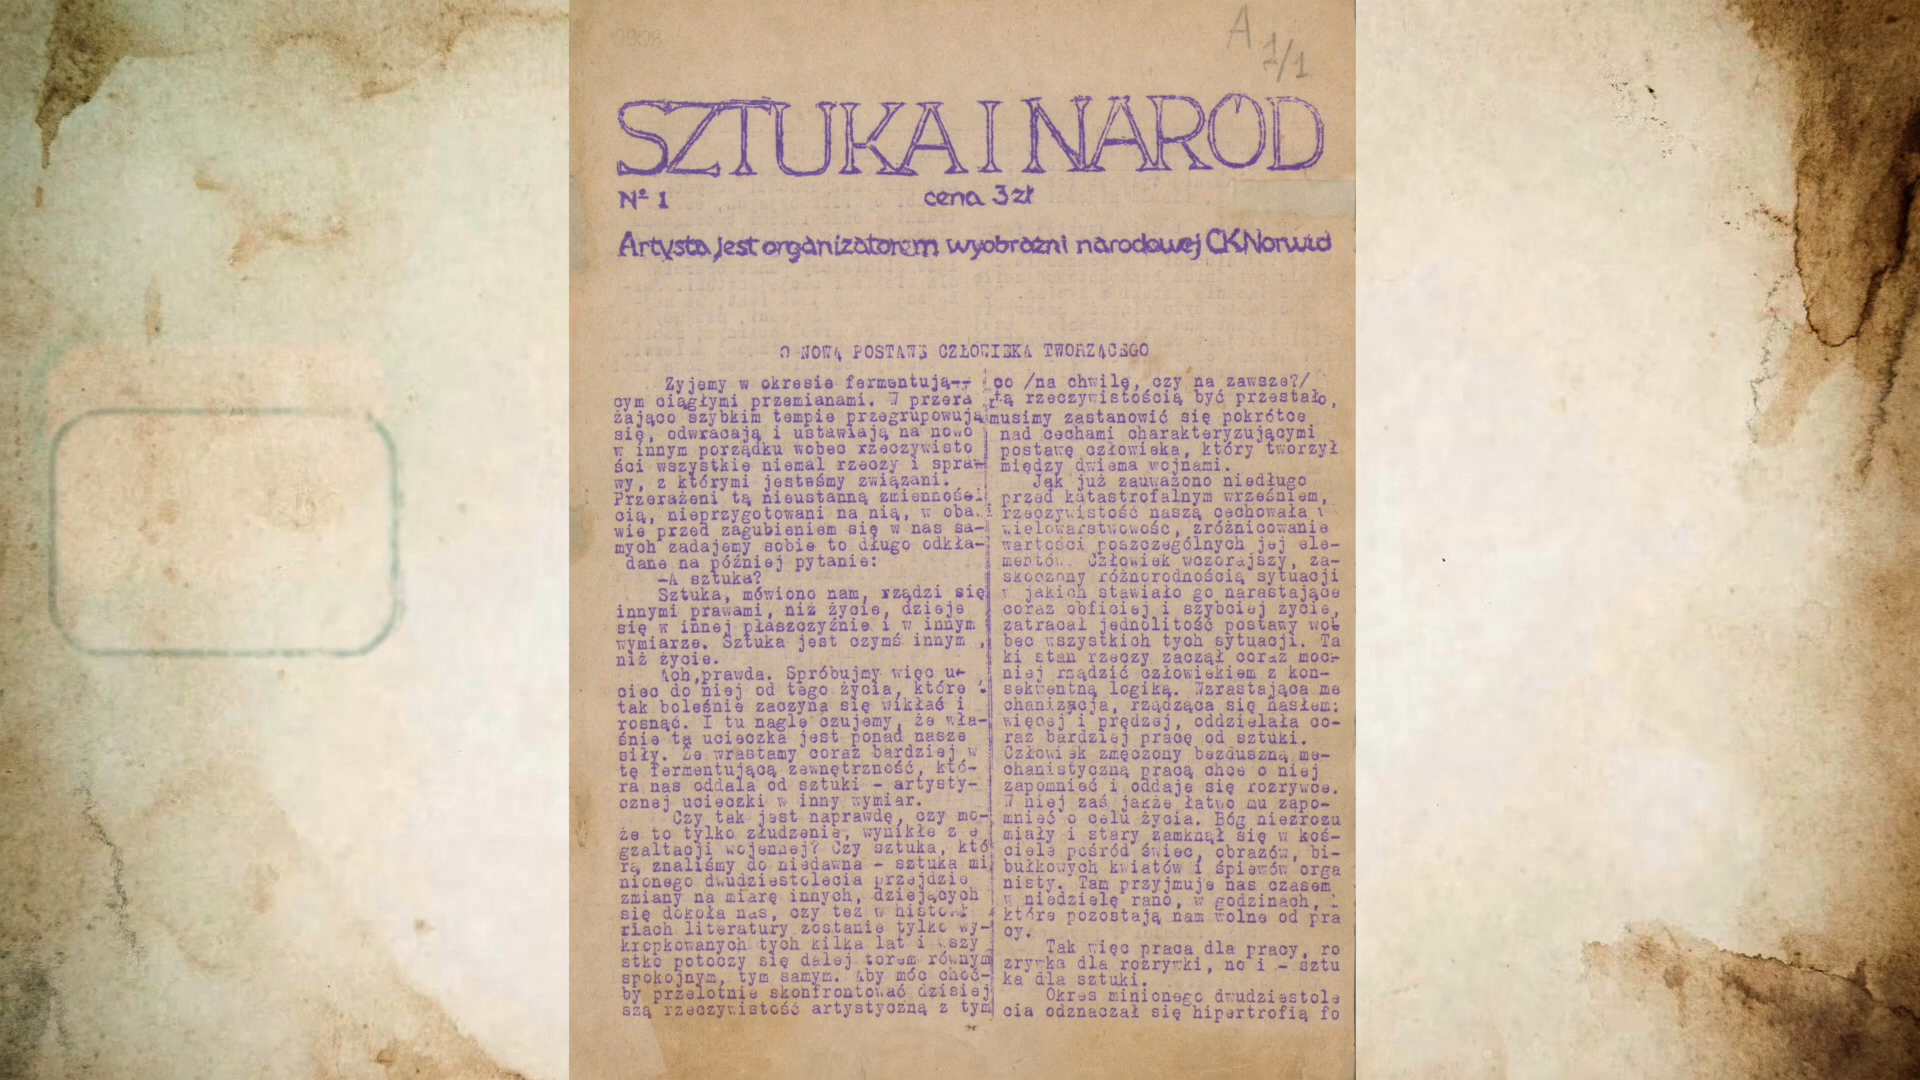 A 1/1
SZTUKA I NARÓD
Nº 1
cena 3 zł
Artysta jest organizatorem wyobraźni narodowej CKNorwid
O NOWĄ POSTAWĘ CZŁOWIEKA TWORZĄCEGO
Żyjemy w okresie fermentują-
cym ciągłymi przemianami. W przera
żająco szybkim tempie przegrupowują
się, odwracają i ustawiają na nowo
w innym porządku wobec rzeczywisto
ści wszystkie niemal rzeczy i spra-
wy, z którymi jesteśmy związani.
Przerażeni tą nieustanną zmiennoś-
cią, nieprzygotowani na nią, w oba
wie przed zagubieniem się w nas sa-
mych zadajemy sobie to długo odkła-
dane na później pytanie:
-A sztuka?
Sztuka, mówiono nam, rządzi się
innymi prawami, niż życie, dzieje
się w innej płaszczyźnie i w innym
wymiarze. Sztuka jest czymś innym
niż życie.
Ach, prawda. Spróbujmy więc u-
ciec do niej od tego życia, które
tak boleśnie zaczyna się wikłać i
rosnąć. I tu nagle czujemy, że wła-
śnie ta ucieczka jest ponad nasze
siły. Że wrastamy coraz bardziej w
tę fermentującą zewnętrzność, któ-
ra nas oddala od sztuki - artysty-
cznej ucieczki w inny wymiar.
Czy tak jest naprawdę, czy mo-
że to tylko złudzenie, wynikłe z e
gzaltacji wojennej? Czy sztuka, któ
rą znaliśmy do niedawna - sztuka mi
nionego dwudziestolecia przejdzie
zmiany na miarę innych, dziejących
się dokoła nas, czy też w histor
riach literatury zostanie tylko wy-
kropkowanych tych kilka lat i wszy
stko potoczy się dalej torem równym
spokojnym, tym samym. Aby móc choć-
by przelotnie skonfrontować dzisiej
szą rzeczywistość artystyczną z tym
co /na chwilę, czy na zawsze?/
tą rzeczywistością być przestało,
musimy zastanowić się pokrótce
nad cechami charakteryzującymi
postawę człowieka, który tworzył
między dwiema wojnami.
Jak już zauważono niedługo
przed katastrofalnym wrześniem,
rzeczywistość naszą cechowała
wielowarstwowość, zróżnicowanie
wartości poszczególnych jej ele-
mentów. Człowiek wczorajszy, za-
skoczony różnorodnością sytuacji
w jakich stawiało go narastające
coraz obficiej i szybciej życie,
zatracał jednolitość postawy wo
bec wszystkich tych sytuacji. Ta
ki stan rzeczy zaczął coraz moc-
niej rządzić człowiekiem z kon-
sekwentną logiką. Wzrastająca me
chanizacja, rządząca się hasłem:
więcej i prędzej, oddzielała co-
raz bardziej pracę od sztuki.
Człowiek zmęczony bezduszną me-
chanistyczną pracą chce o niej
zapomnieć i oddaje się rozrywce.
W niej zaś jakże łatwo mu zapo-
mnieć o celu życia. Bóg niezrozu
miały i stary zamknął się w koś-
ciele pośród świec, obrazów, bi-
bułkowych kwiatów i śpiewów orga
nisty. Tam przyjmuje nas czasem
w niedzielę rano, w godzinach,
które pozostają nam wolne od pra
cy.
Tak więc praca dla pracy, ro
zrywka dla rozrywki, no i - sztu
ka dla sztuki.
Okres minionego dwudziestole
cia odznaczał się hipertrofią fo